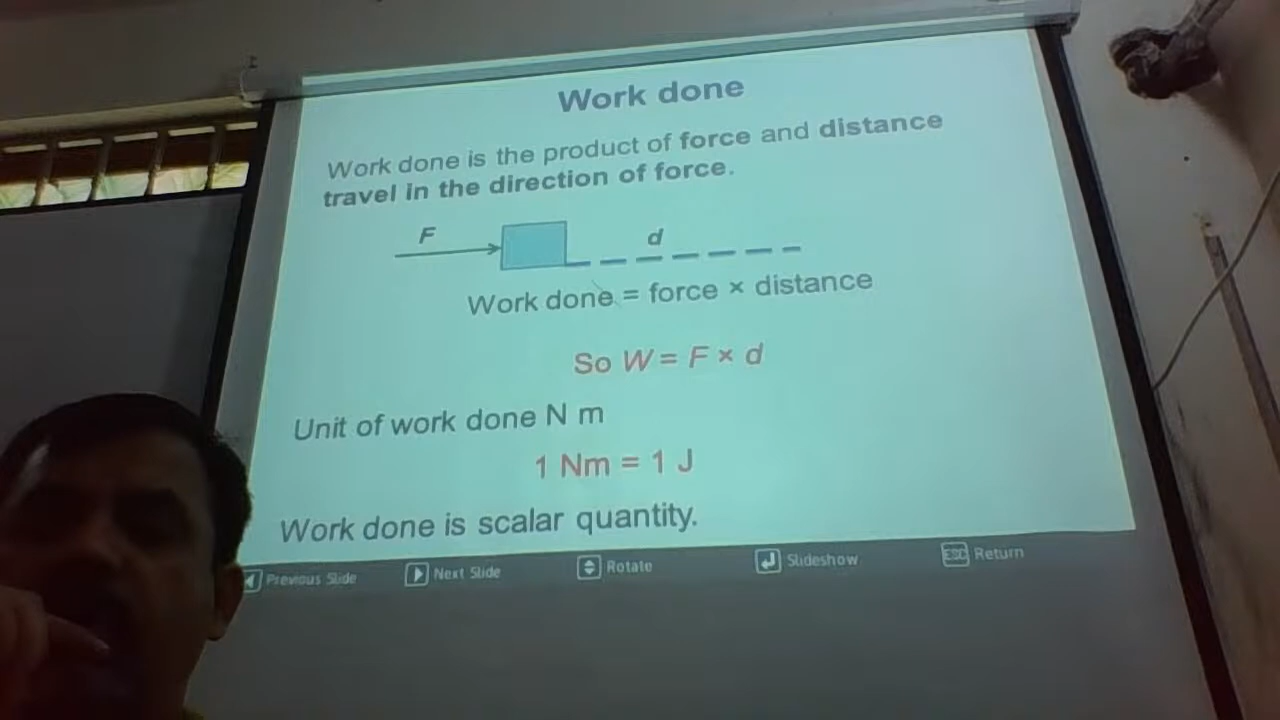 Work done
Work done is the product of force and distance
travel in the direction of force.
F
d
Work done = force × distance
So W = F × d
Unit of work done N m
1 Nm = 1 J
Work done is scalar quantity.
Previous Slide Next Slide Rotate Slideshow ESC Return